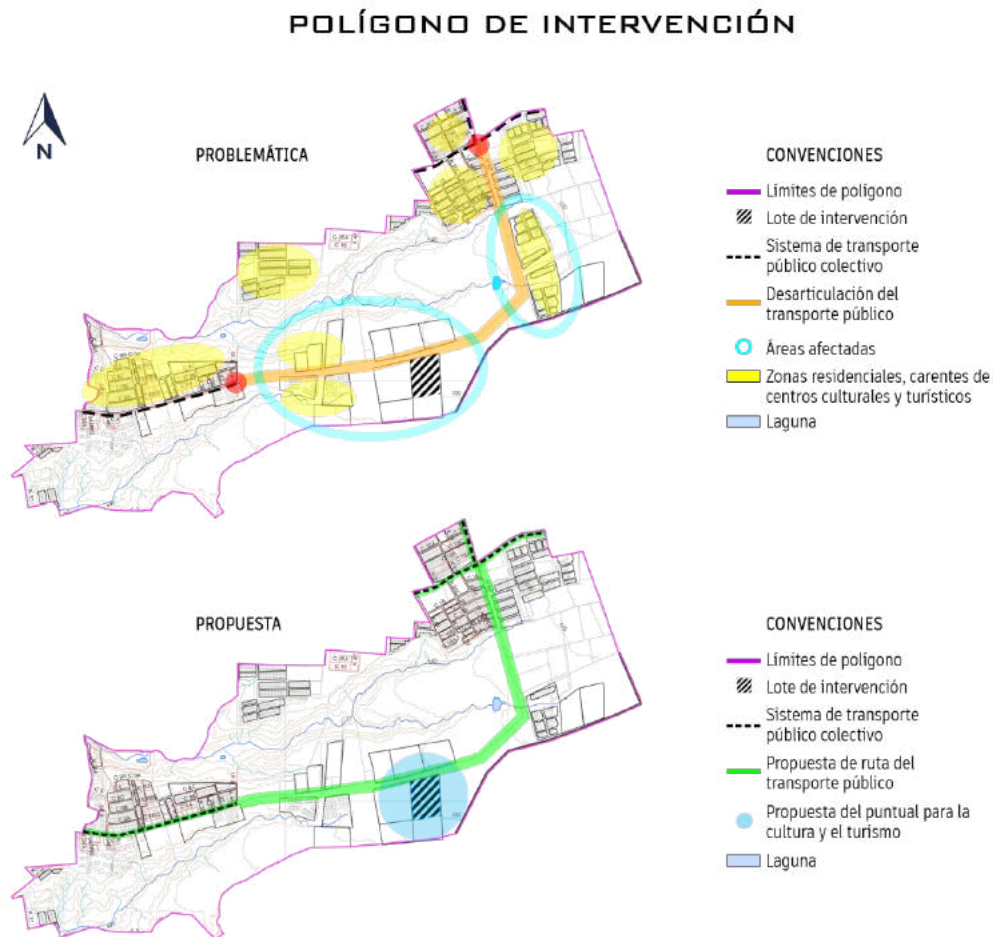 POLÍGONO DE INTERVENCIÓN
N
PROBLEMÁTICA
CONVENCIONES
Límites de polígono
Lote de intervención
Sistema de transporte
público colectivo
Desarticulación del
transporte público
Áreas afectadas
Zonas residenciales, carentes de
centros culturales y turísticos
Laguna
PROPUESTA
CONVENCIONES
Límites de polígono
Lote de intervención
Sistema de transporte
público colectivo
Propuesta de ruta del
transporte público
Propuesta del puntual para la
cultura y el turismo
Laguna